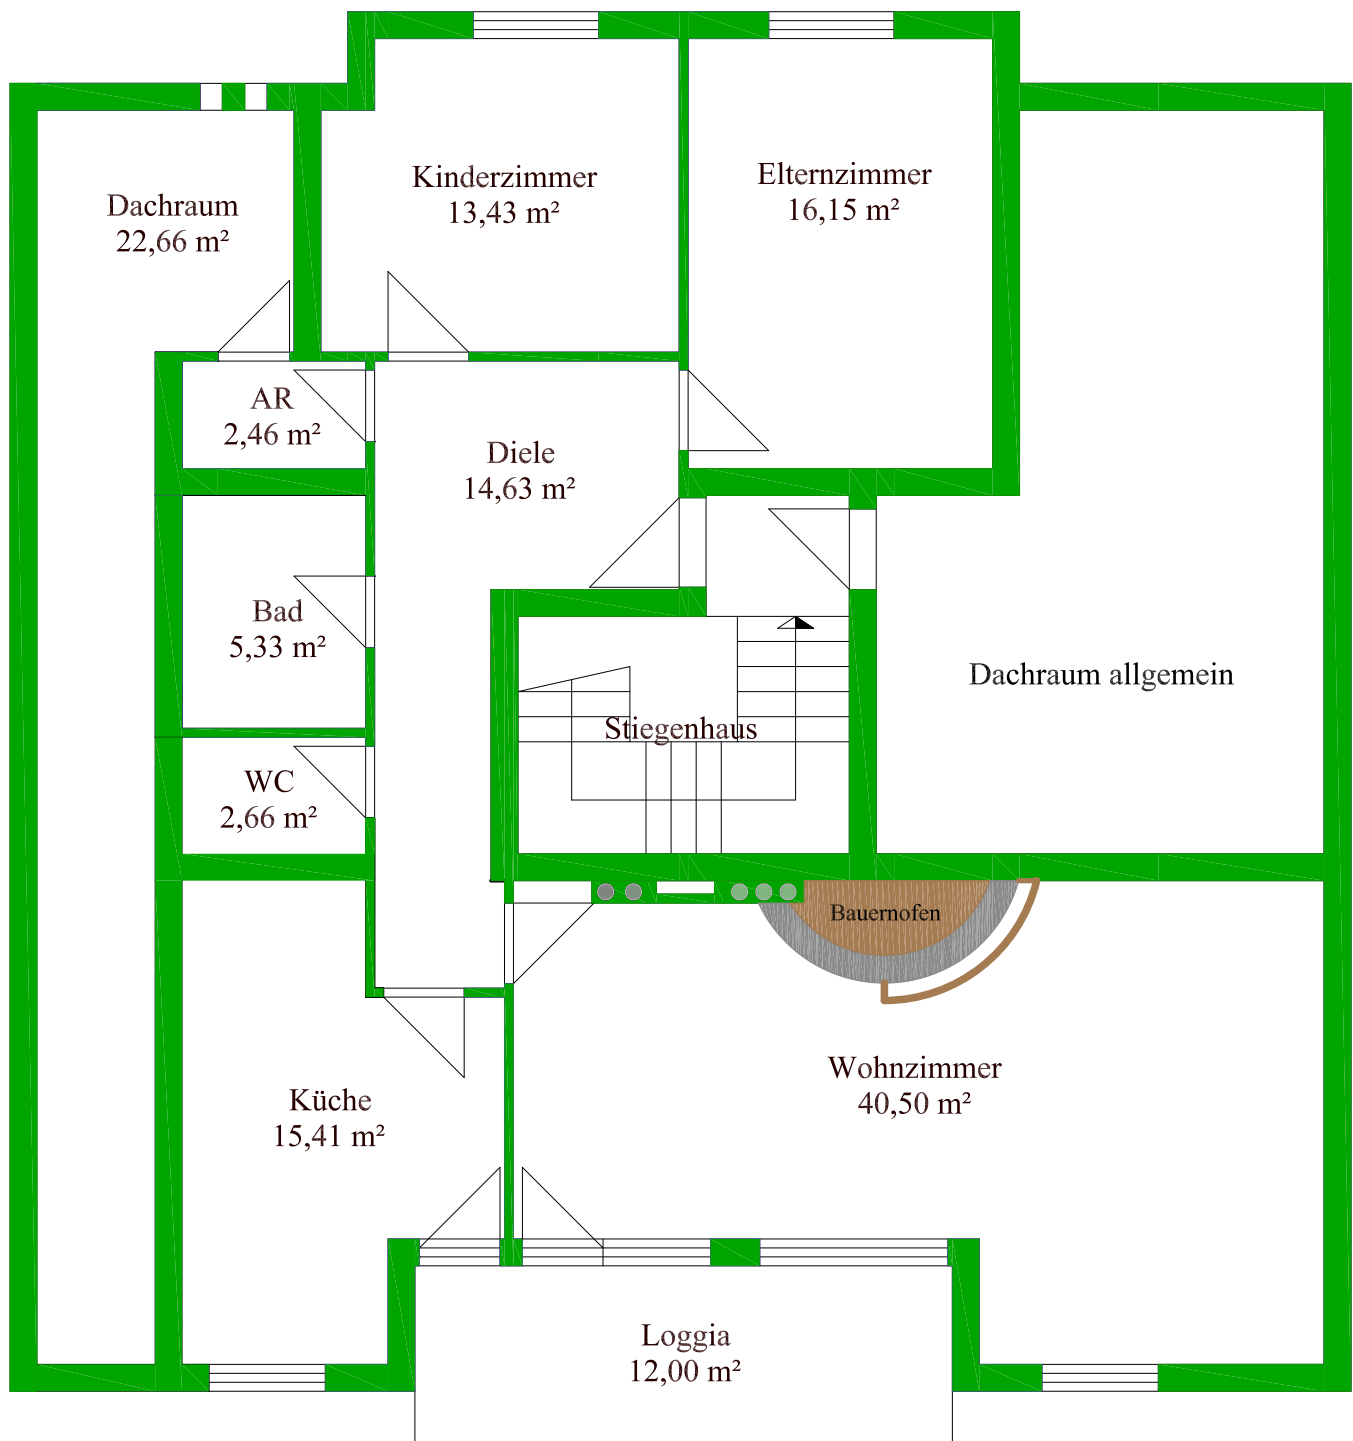 Kinderzimmer
13,43 m²
Elternzimmer
16,15 m²
Dachraum
22,66 m²
AR
2,46 m²
Diele
14,63 m²
Bad
5,33 m²
Dachraum allgemein
Stiegenhaus
WC
2,66 m²
Bauernofen
Wohnzimmer
40,50 m²
Küche
15,41 m²
Loggia
12,00 m²